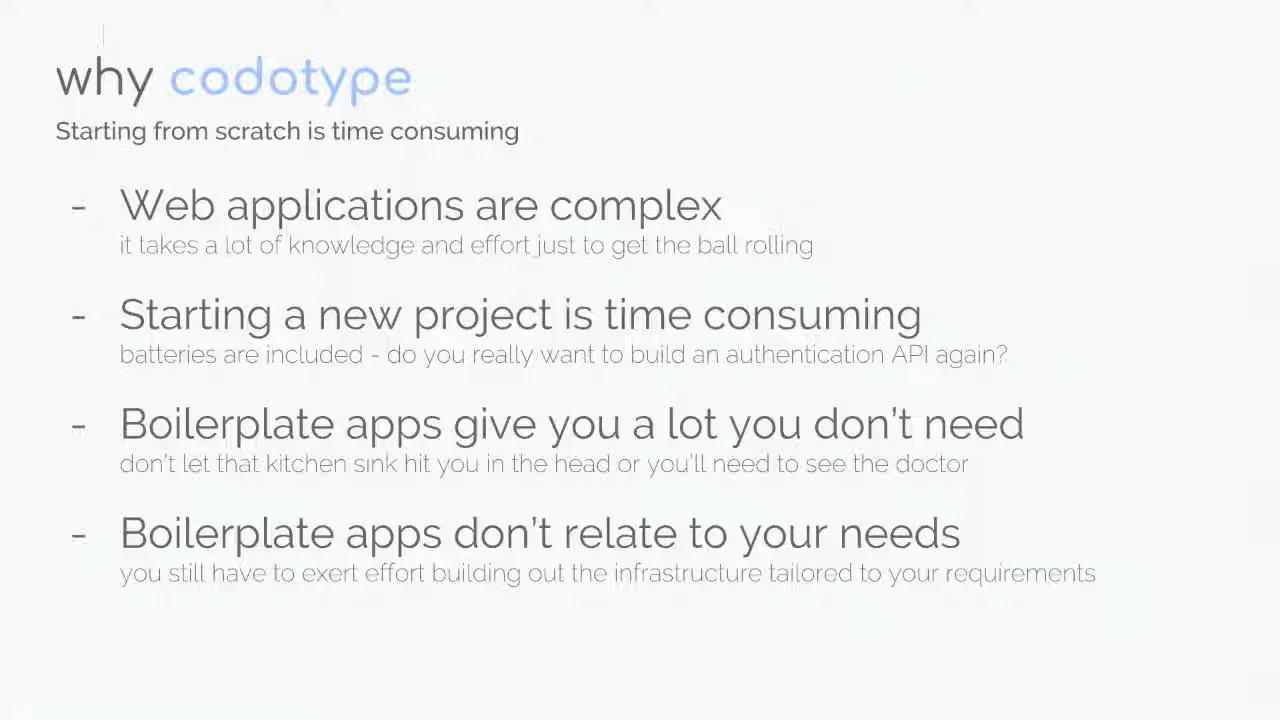 why codotype
Starting from scratch is time consuming
- Web applications are complex
it takes a lot of knowledge and effort just to get the ball rolling
- Starting a new project is time consuming
batteries are included - do you really want to build an authentication API again?
- Boilerplate apps give you a lot you don't need
don't let that kitchen sink hit you in the head or you'll need to see the doctor
- Boilerplate apps don't relate to your needs
you still have to exert effort building out the infrastructure tailored to your requirements